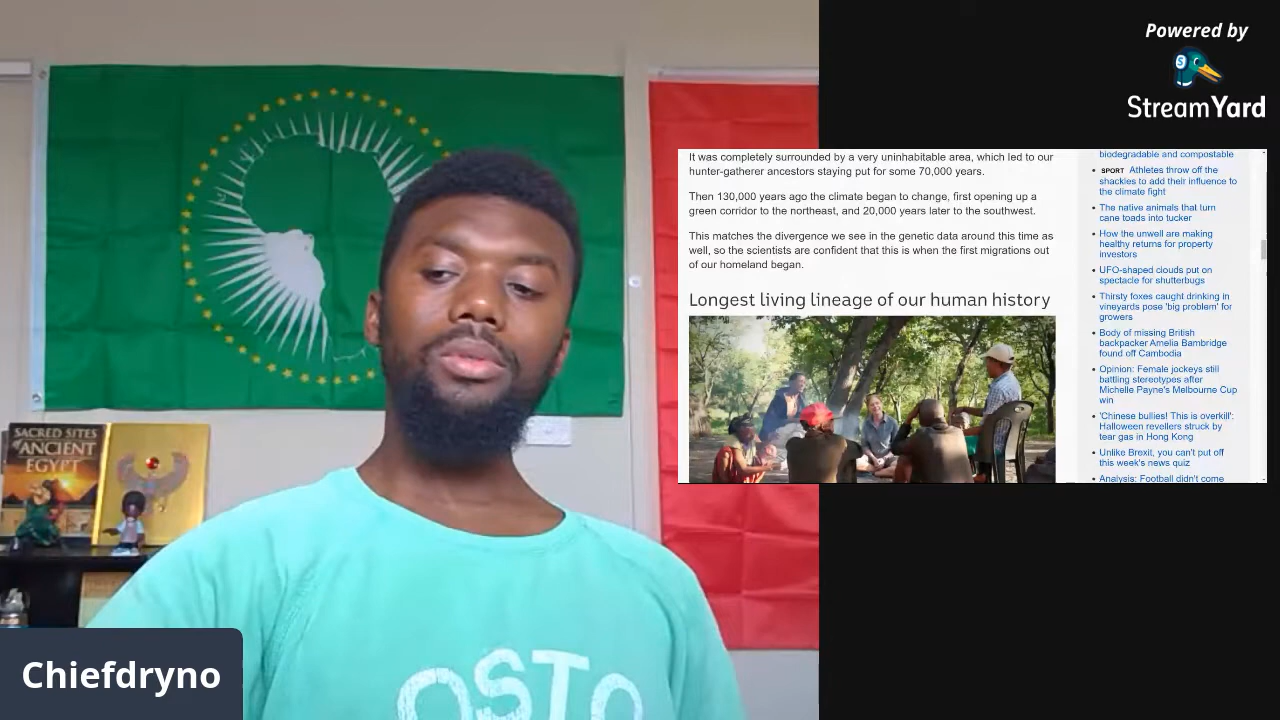 Powered by
StreamYard
SACRED SITES
OF ANCIENT
EGYPT
It was completely surrounded by a very uninhabitable area, which led to our
hunter-gatherer ancestors staying put for some 70,000 years.
Then 130,000 years ago the climate began to change, first opening up a
green corridor to the northeast, and 20,000 years later to the southwest.
This matches the divergence we see in the genetic data around this time as
well, so the scientists are confident that this is when the first migrations out
of our homeland began.
Longest living lineage of our human history
biodegradable and compostable
SPORT Athletes throw off the
shackles to add their influence to
the climate fight
The native animals that turn
cane toads into tucker
How the unwell are making
healthy returns for property
investors
UFO-shaped clouds put on
spectacle for shutterbugs
Thirsty foxes caught drinking in
vineyards pose 'big problem' for
growers
Body of missing British
backpacker Amelia Bambridge
found off Cambodia
Opinion: Female jockeys still
battling stereotypes after
Michelle Payne's Melbourne Cup
win
'Chinese bullies! This is overkill':
Halloween revellers struck by
tear gas in Hong Kong
Unlike Brexit, you can't put off
this week's news quiz
Analysis: Football didn't come
OSTO
Chiefdryno